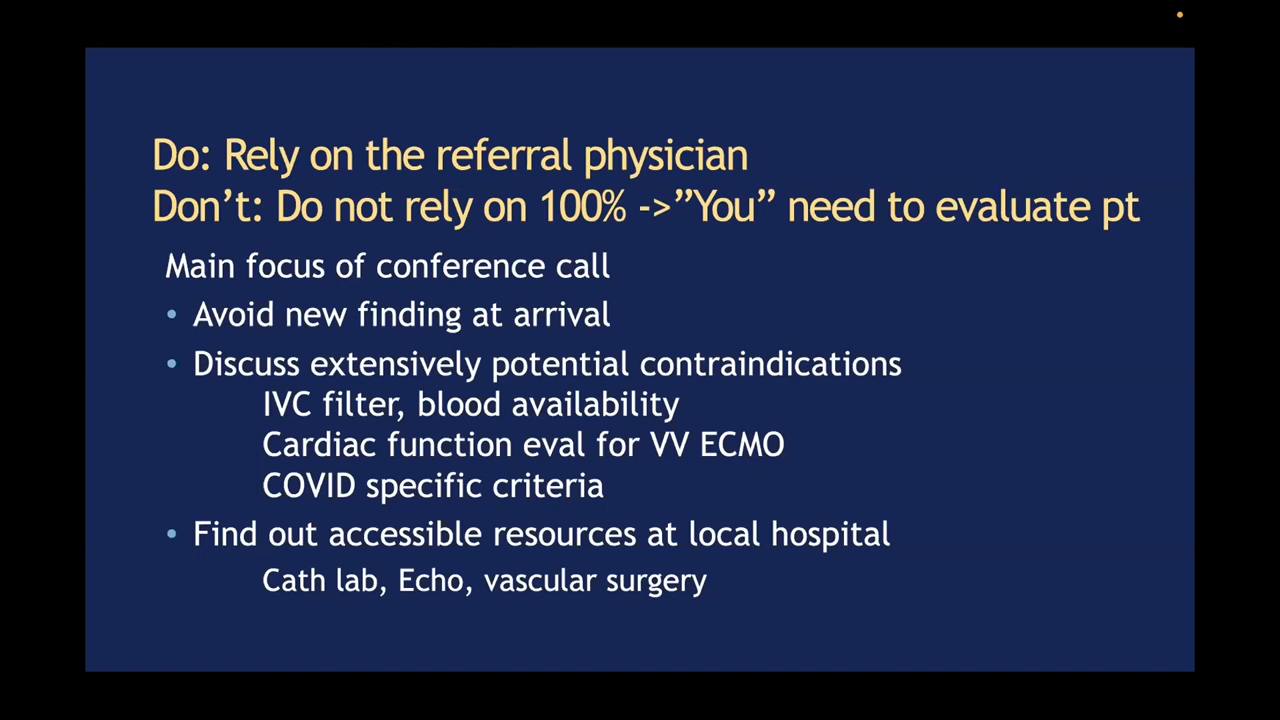 Do: Rely on the referral physician
Don’t: Do not rely on 100% ->”You” need to evaluate pt
Main focus of conference call
• Avoid new finding at arrival
• Discuss extensively potential contraindications
IVC filter, blood availability
Cardiac function eval for VV ECMO
COVID specific criteria
• Find out accessible resources at local hospital
Cath lab, Echo, vascular surgery